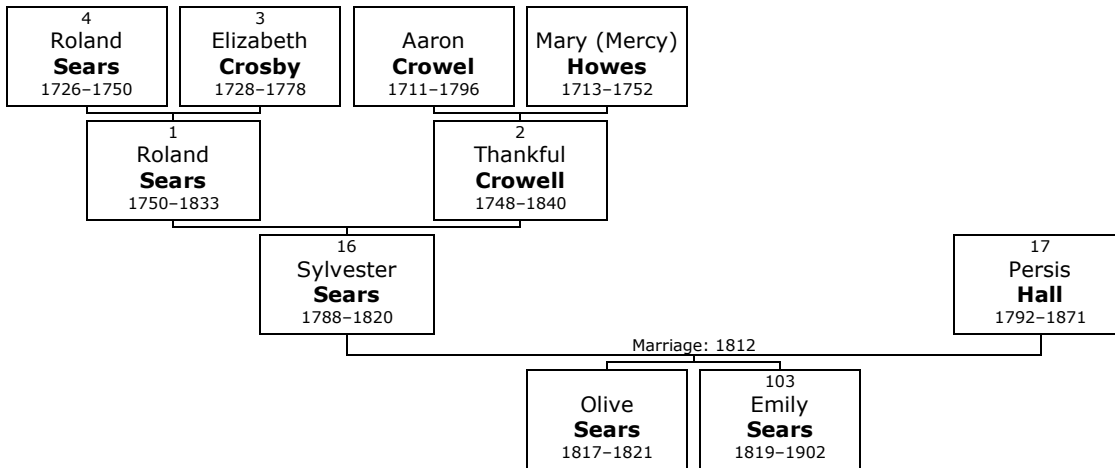 4
Roland
Sears
1726–1750
3
Elizabeth
Crosby
1728–1778
Aaron
Crowel
1711–1796
Mary (Mercy)
Howes
1713–1752
1
Roland
Sears
1750–1833
2
Thankful
Crowell
1748–1840
16
Sylvester
Sears
1788–1820
17
Persis
Hall
1792–1871
Marriage: 1812
Olive
Sears
1817–1821
103
Emily
Sears
1819–1902